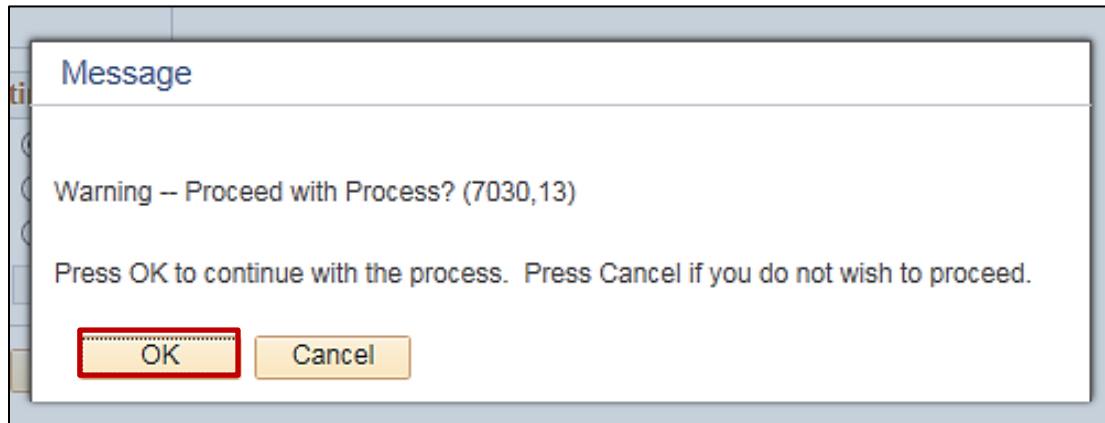 Message
ti
Warning -- Proceed with Process? (7030,13)
Press OK to continue with the process.  Press Cancel if you do not wish to proceed.
OK
Cancel